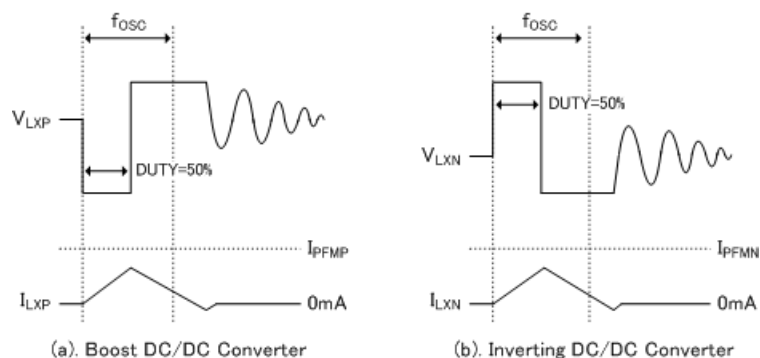 fOSC
VLXP
DUTY=50%
IPFMP
ILXP
0mA
(a). Boost DC/DC Converter
fOSC
DUTY=50%
VLXN
IPFMN
ILXN
0mA
(b). Inverting DC/DC Converter